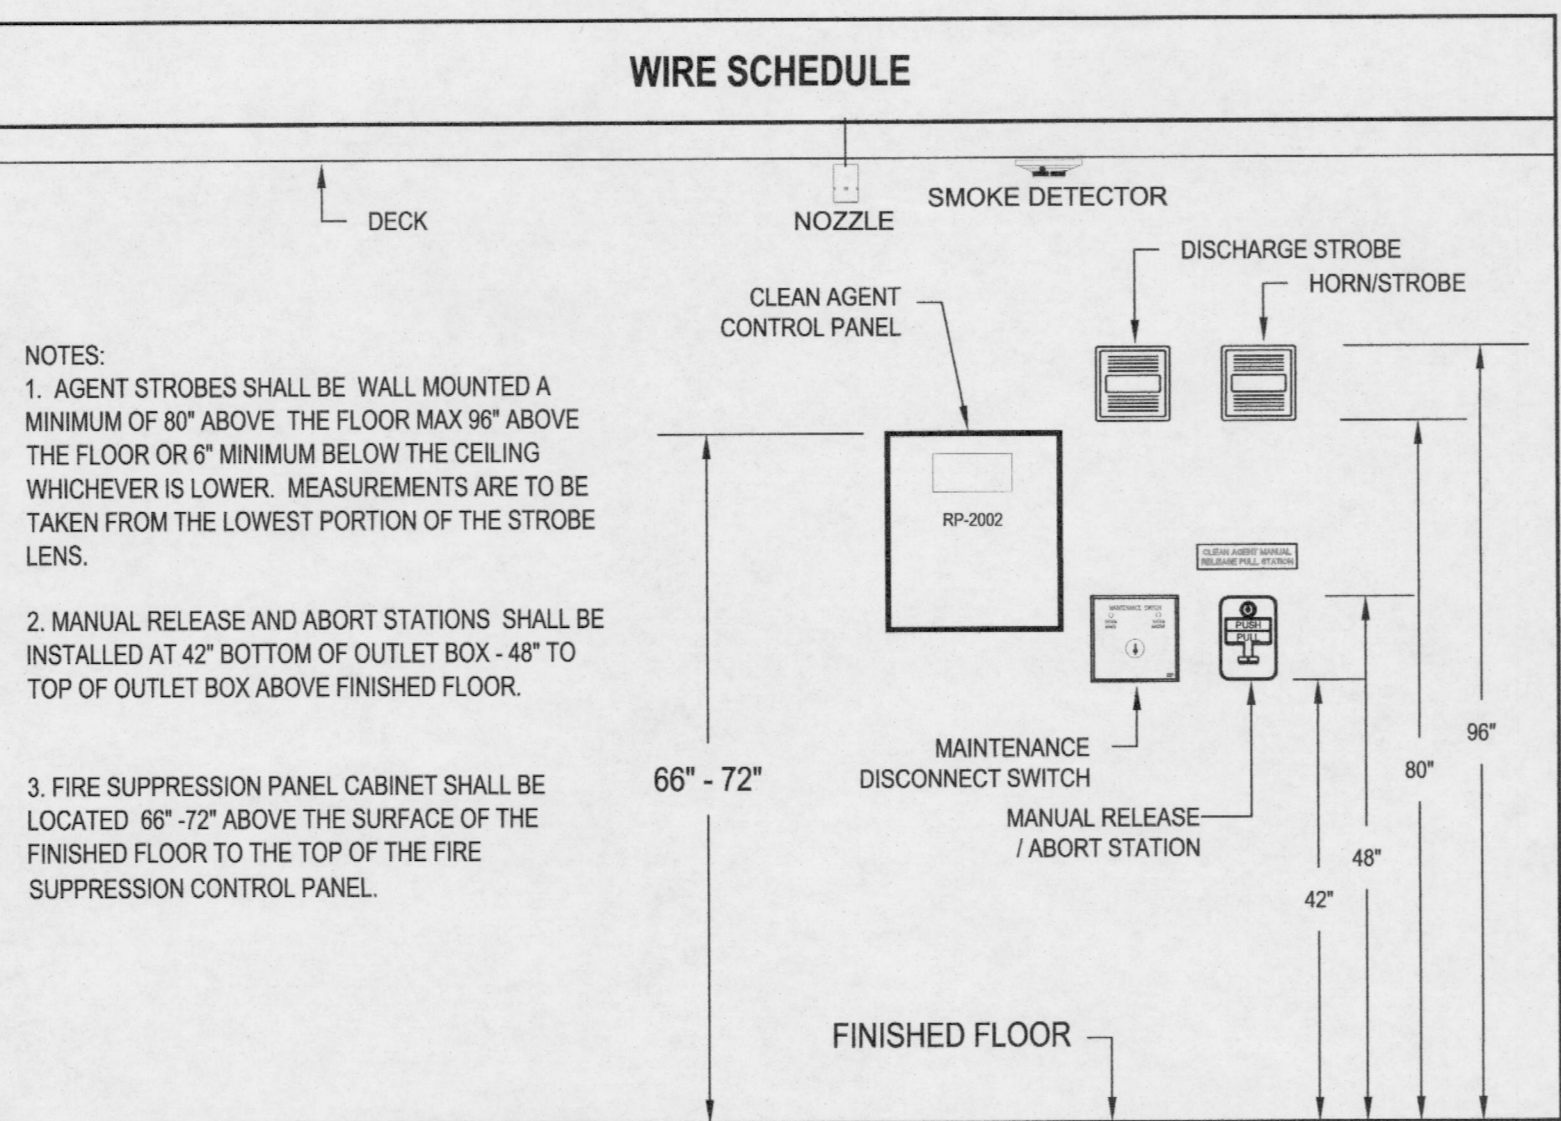 WIRE SCHEDULE
DECK
NOZZLE
SMOKE DETECTOR
DISCHARGE STROBE
HORN/STROBE
CLEAN AGENT
CONTROL PANEL
NOTES:
1. AGENT STROBES SHALL BE WALL MOUNTED A
MINIMUM OF 80" ABOVE THE FLOOR MAX 96" ABOVE
THE FLOOR OR 6" MINIMUM BELOW THE CEILING
WHICHEVER IS LOWER. MEASUREMENTS ARE TO BE
TAKEN FROM THE LOWEST PORTION OF THE STROBE
LENS.
2. MANUAL RELEASE AND ABORT STATIONS SHALL BE
INSTALLED AT 42" BOTTOM OF OUTLET BOX - 48" TO
TOP OF OUTLET BOX ABOVE FINISHED FLOOR.
3. FIRE SUPPRESSION PANEL CABINET SHALL BE
LOCATED 66" -72" ABOVE THE SURFACE OF THE
FINISHED FLOOR TO THE TOP OF THE FIRE
SUPPRESSION CONTROL PANEL.
RP-2002
CLEAN AGENT MANUAL
RELEASE PULL STATION
MAINTENANCE SWITCH
PUSH
PULL
66" - 72"
MAINTENANCE
DISCONNECT SWITCH
MANUAL RELEASE
/ ABORT STATION
96"
80"
48"
42"
FINISHED FLOOR